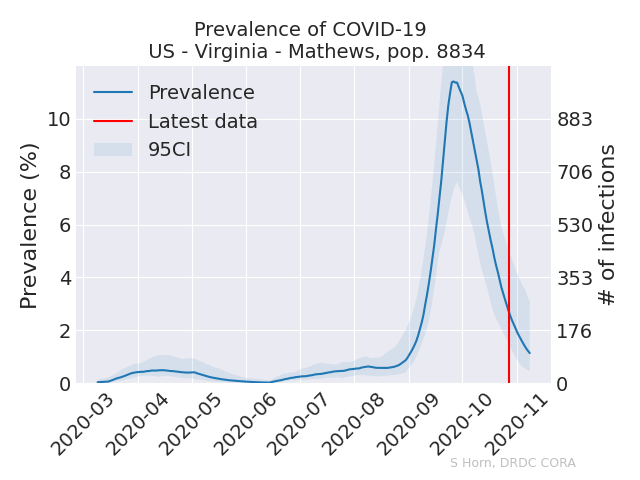 Prevalence of COVID-19
US - Virginia - Mathews, pop. 8834
Prevalence
Latest data
95CI
Prevalence (%)
10
8
6
4
2
0
883
706
530
353
176
0
# of infections
2020-03
2020-04
2020-05
2020-06
2020-07
2020-08
2020-09
2020-10
2020-11
S Horn, DRDC CORA